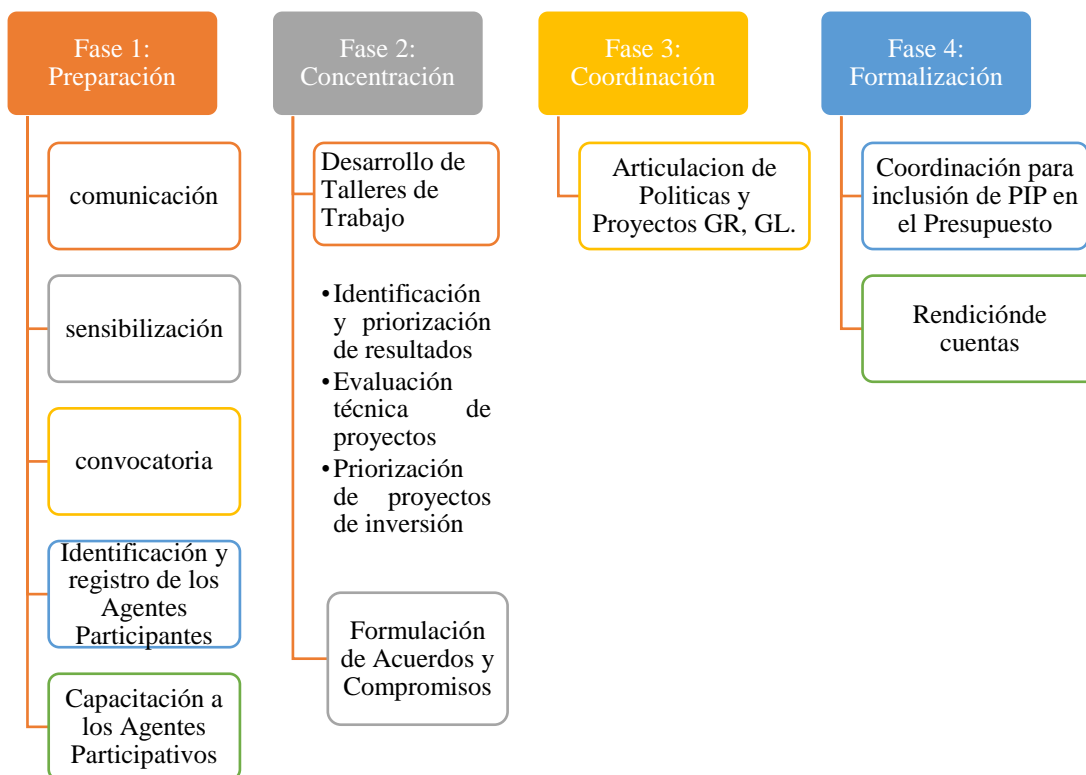 Fase 1:
Preparación
comunicación
sensibilización
convocatoria
Identificación y
registro de los
Agentes
Participantes
Capacitación a
los Agentes
Participativos
Fase 2:
Concentración
Desarrollo de
Talleres de
Trabajo
•Identificación
y priorización
de resultados
•Evaluación
técnica de
proyectos
•Priorización
de proyectos
de inversión
Formulación
de Acuerdos y
Compromisos
Fase 3:
Coordinación
Articulacion de
Politicas y
Proyectos GR, GL.
Fase 4:
Formalización
Coordinación para
inclusión de PIP en
el Presupuesto
Rendiciónde
cuentas